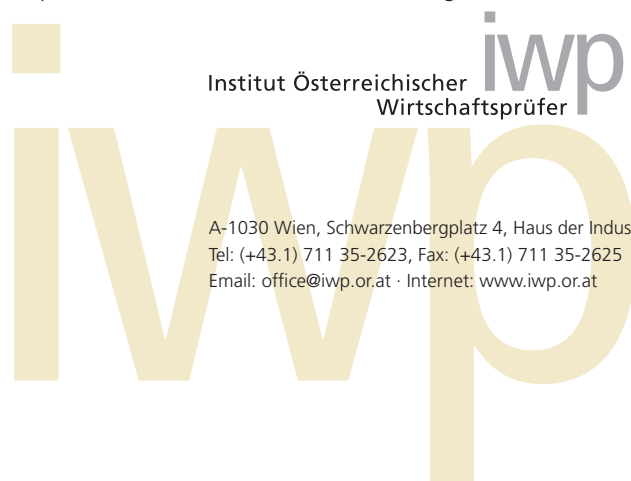 iwp
Institut Österreichischer
Wirtschaftsprüfer
iwp
A-1030 Wien, Schwarzenbergplatz 4, Haus der Indus
Tel: (+43.1) 711 35-2623, Fax: (+43.1) 711 35-2625
Email: office@iwp.or.at · Internet: www.iwp.or.at